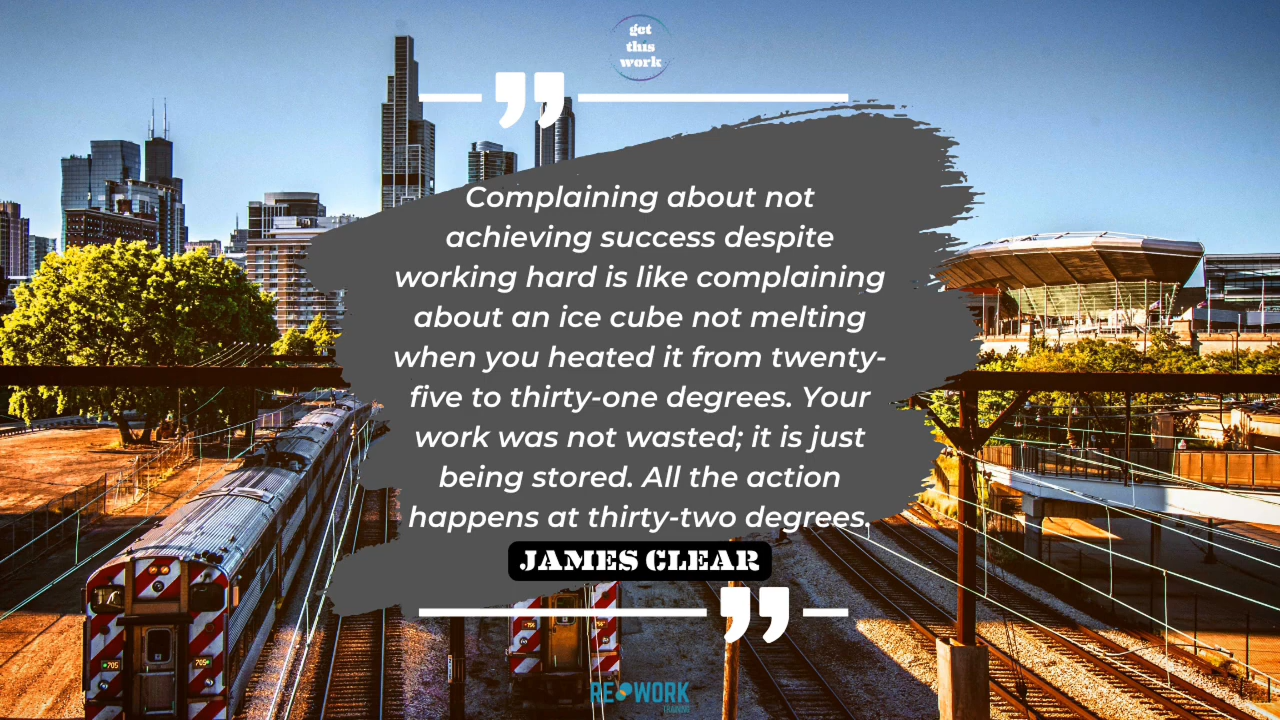 get
this
work
Complaining about not
achieving success despite
working hard is like complaining
about an ice cube not melting
when you heated it from twenty-
five to thirty-one degrees. Your
work was not wasted; it is just
being stored. All the action
happens at thirty-two degrees.
JAMES CLEAR
705 705
RE WORK
TRAINING